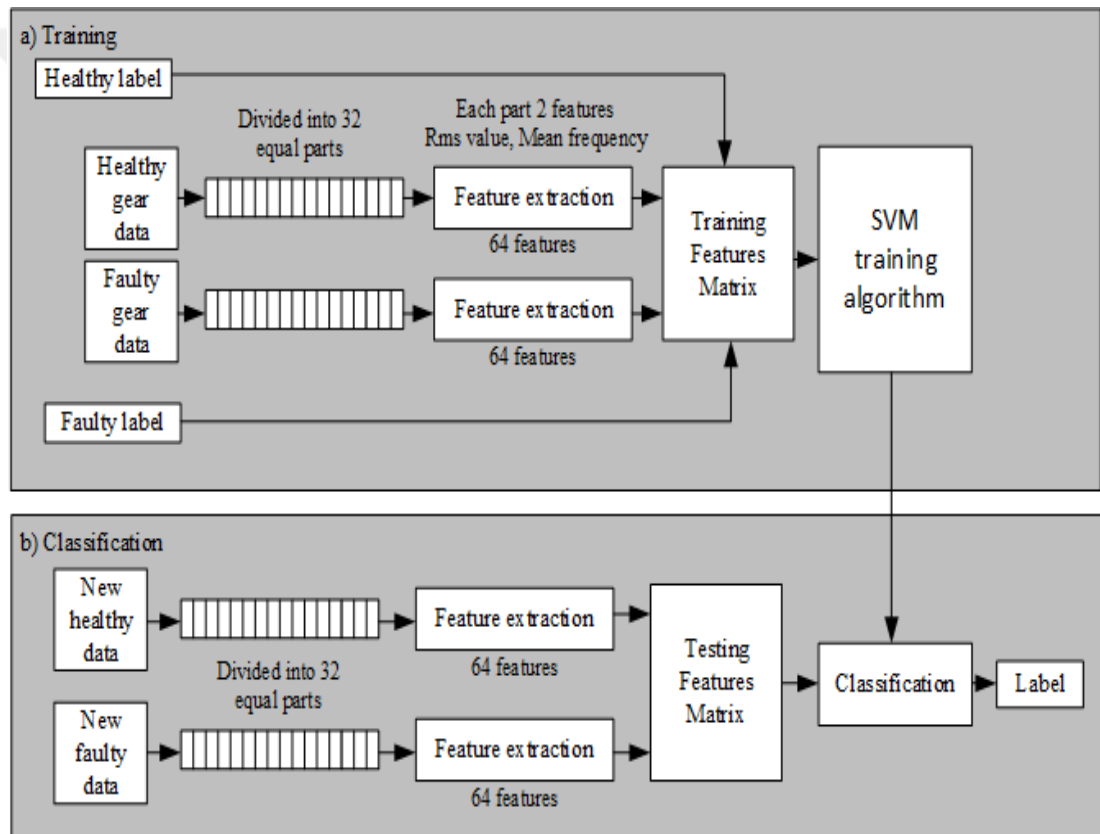 a) Training
Healthy label
Divided into 32
equal parts
Each part 2 features
Rms value, Mean frequency
Healthy
gear
data
Feature extraction
64 features
Faulty
gear
data
Feature extraction
64 features
Training
Features
Matrix
SVM
training
algorithm
Faulty label
b) Classification
New
healthy
data
Feature extraction
64 features
Divided into 32
equal parts
New
faulty
data
Feature extraction
64 features
Testing
Features
Matrix
Classification
Label